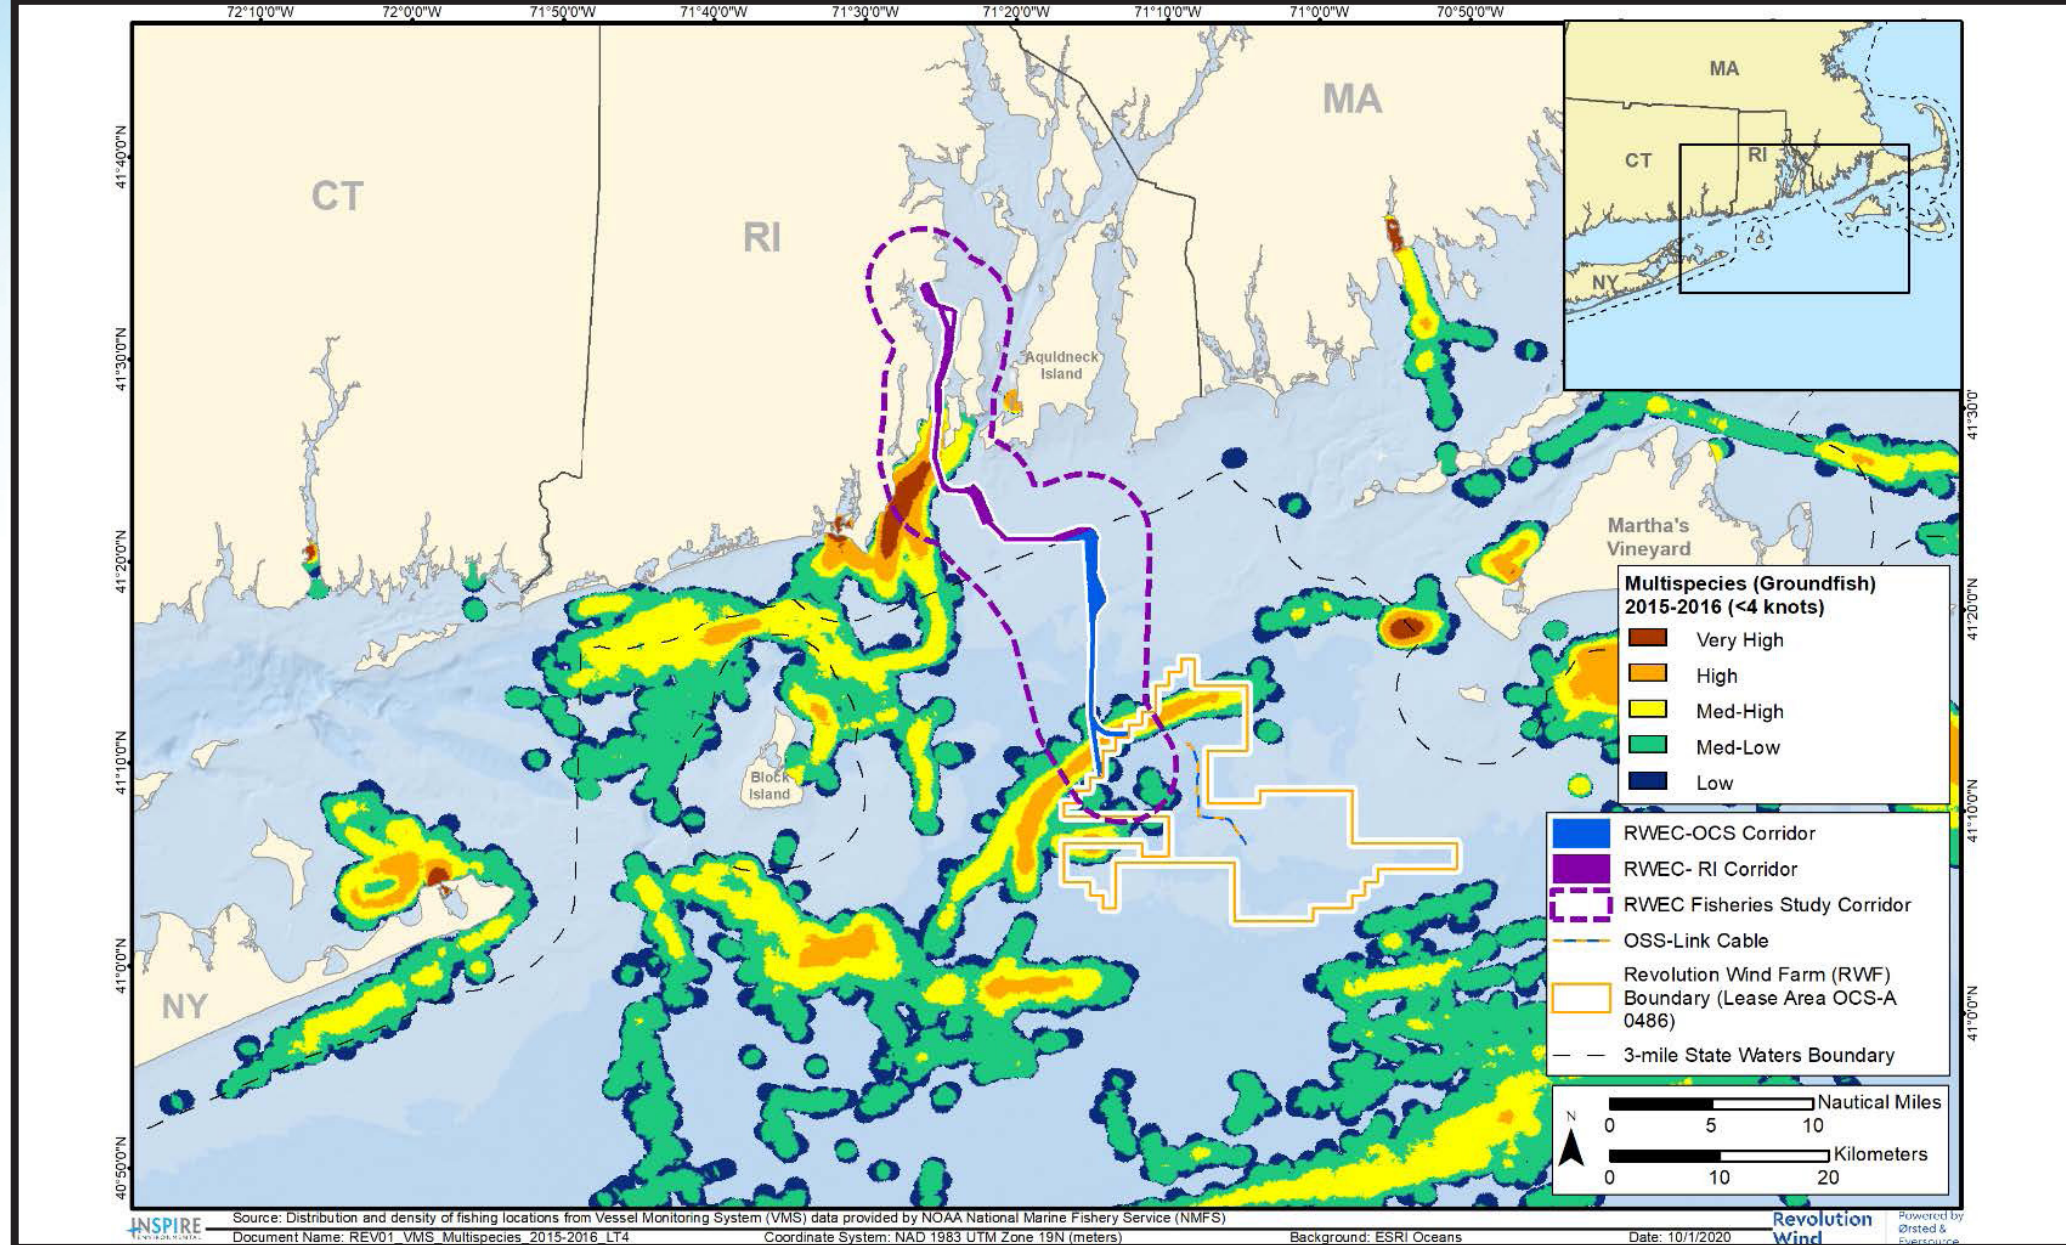 72°10'0"W
72°0'0"W
71°50'0"W
71°40'0"W
71°30'0"W
71°20'0"W
71°10'0"W
71°0'0"W
70°50'0"W
41°40'0"N
41°30'0"N
41°20'0"N
41°10'0"N
41°0'0"N
40°50'0"N
41°30'0"
41°20'0"N
41°10'0"N
41°0'0"N
CT
RI
MA
NY
Aquidneck
Island
Block
Island
Martha's
Vineyard
MA
CT
RI
NY
Multispecies (Groundfish)
2015-2016 (<4 knots)
Very High
High
Med-High
Med-Low
Low
RWEC-OCS Corridor
RWEC- RI Corridor
RWEC Fisheries Study Corridor
OSS-Link Cable
Revolution Wind Farm (RWF)
Boundary (Lease Area OCS-A
0486)
3-mile State Waters Boundary
N
Nautical Miles
0 5 10
Kilometers
0 10 20
INSPIRE
ENVIRONMENTAL
Source: Distribution and density of fishing locations from Vessel Monitoring System (VMS) data provided by NOAA National Marine Fishery Service (NMFS)
Document Name: REV01_VMS_Multispecies_2015-2016_LT4
Coordinate System: NAD 1983 UTM Zone 19N (meters)
Background: ESRI Oceans
Date: 10/1/2020
Revolution
Wind
Powered by
Ørsted &
Eversource